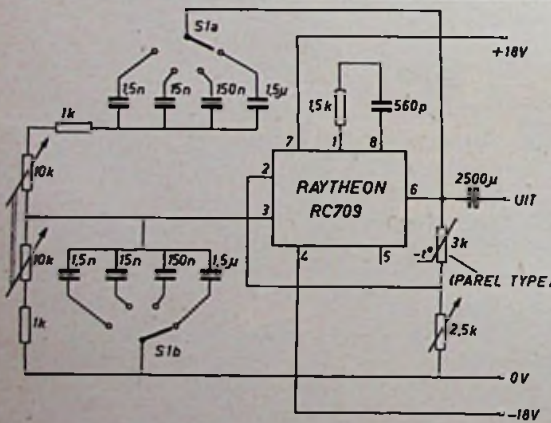 S1a
+18V
1,5n 15n 150n 1,5µ
1k
1,5k
560p
10k
7 1 8
2
RAYTHEON
RC709
6
2500µ
UIT
3
4 5
-t°
3k
(PAREL TYPE)
10k
1,5n 15n 150n 1,5µ
1k
S1b
2,5k
0V
-18V